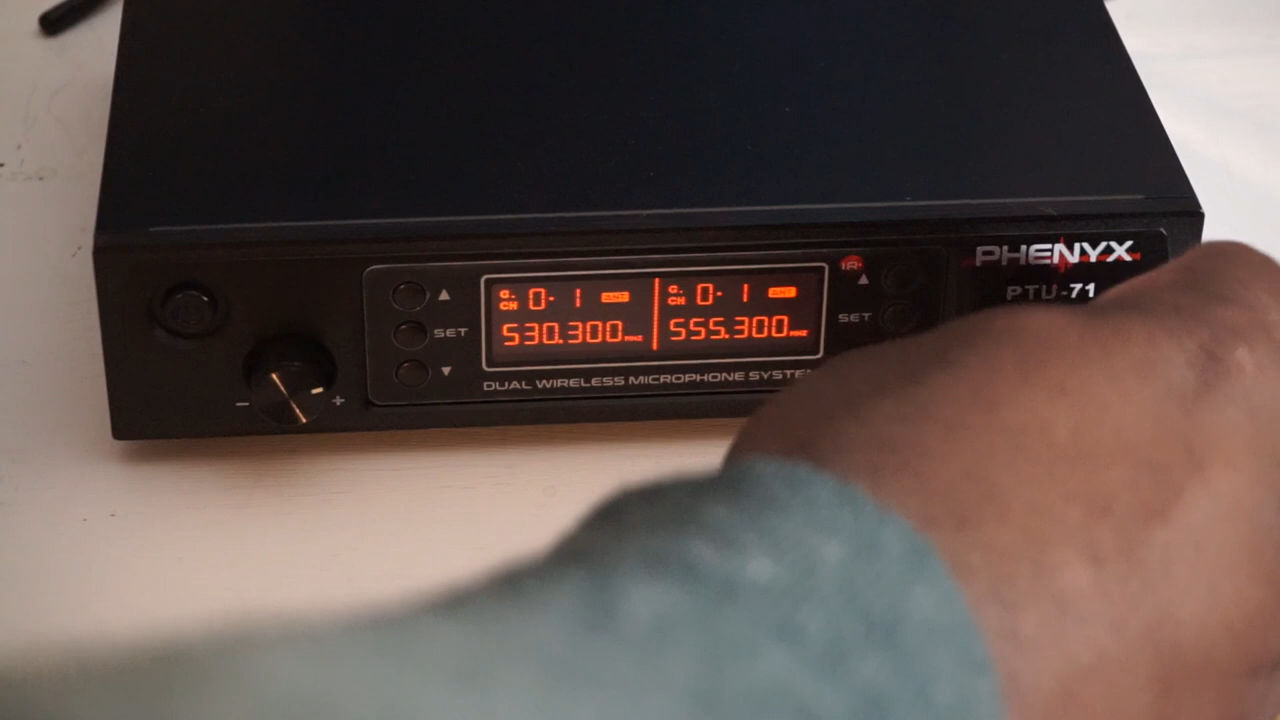 PHENYX
PTU-71
IR
▲
SET
▼
G. CH 0-1 ANT
530.300MHZ
G. CH 0-1 ANT
555.300MHZ
▲
SET
DUAL WIRELESS MICROPHONE SYSTEM
- +